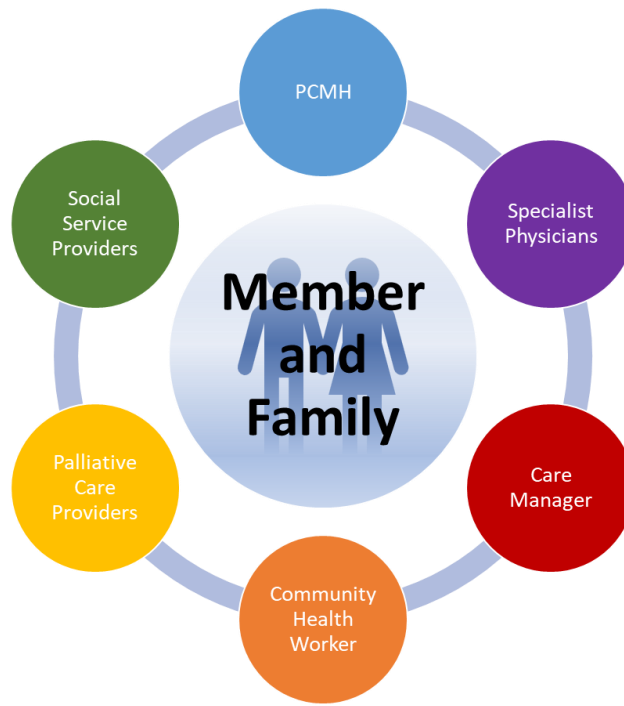 PCMH
Specialist
Physicians
Care
Manager
Community
Health
Worker
Palliative
Care
Providers
Social
Service
Providers
Member
and
Family